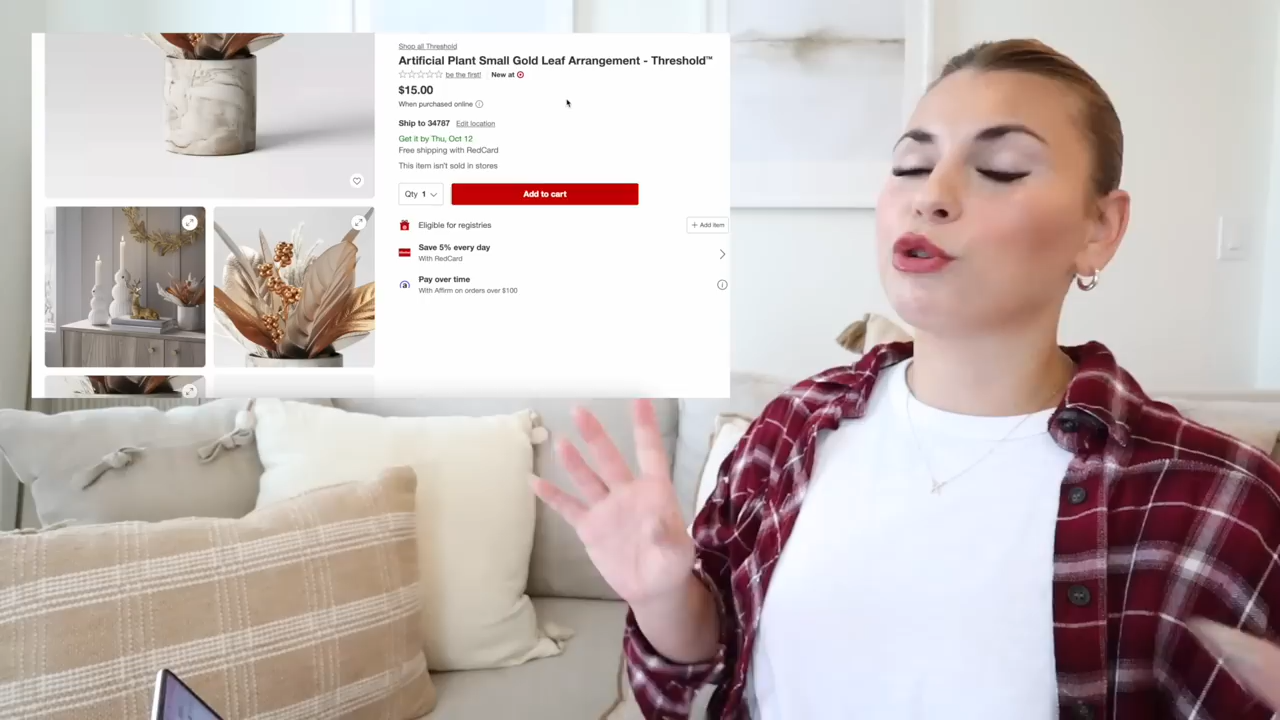 Shop all Threshold
Artificial Plant Small Gold Leaf Arrangement - Threshold™
be the first!
New at
$15.00
When purchased online
Ship to 34787 Edit location
Get it by Thu, Oct 12
Free shipping with RedCard
This item isn't sold in stores
Qty 1
Add to cart
Eligible for registries
+ Add item
Save 5% every day
With RedCard
Pay over time
With Affirm on orders over $100